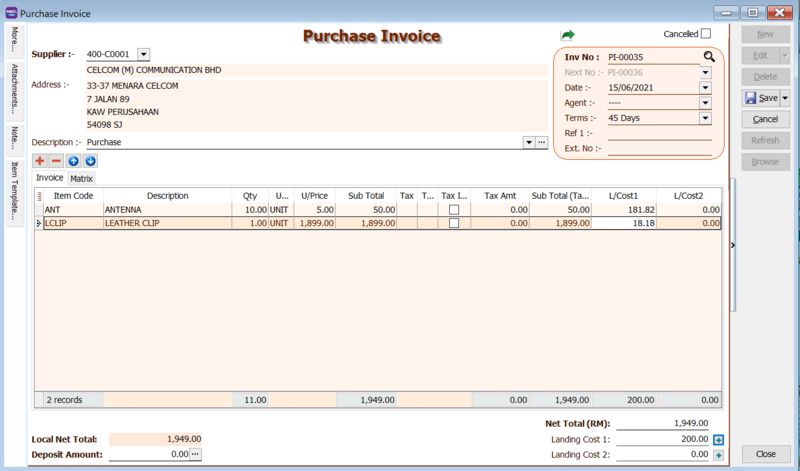 Purchase Invoice
Purchase Invoice
Cancelled
More...
Attachments...
Note...
Item Template...
Supplier :- 400-C0001
CELCOM (M) COMMUNICATION BHD
Address :- 33-37 MENARA CELCOM
7 JALAN 89
KAW PERUSAHAAN
54098 SJ
Description :- Purchase
Inv No : PI-00035
Next No :- PI-00036
Date :- 15/06/2021
Agent :- ----
Terms :- 45 Days
Ref 1 :-
Ext. No :-
New
Edit
Delete
Save
Cancel
Refresh
Browse
Invoice Matrix
Item Code Description Qty U... U/Price Sub Total Tax T... Tax I... Tax Amt Sub Total (Ta... L/Cost1 L/Cost2
ANT ANTENNA 10.00 UNIT 5.00 50.00 0.00 50.00 181.82 0.00
LCLIP LEATHER CLIP 1.00 UNIT 1,899.00 1,899.00 0.00 1,899.00 18.18 0.00
2 records 11.00 1,949.00 0.00 1,949.00 200.00 0.00
Net Total (RM): 1,949.00
Local Net Total: 1,949.00 Landing Cost 1: 200.00
Deposit Amount: 0.00 Landing Cost 2: 0.00
Close